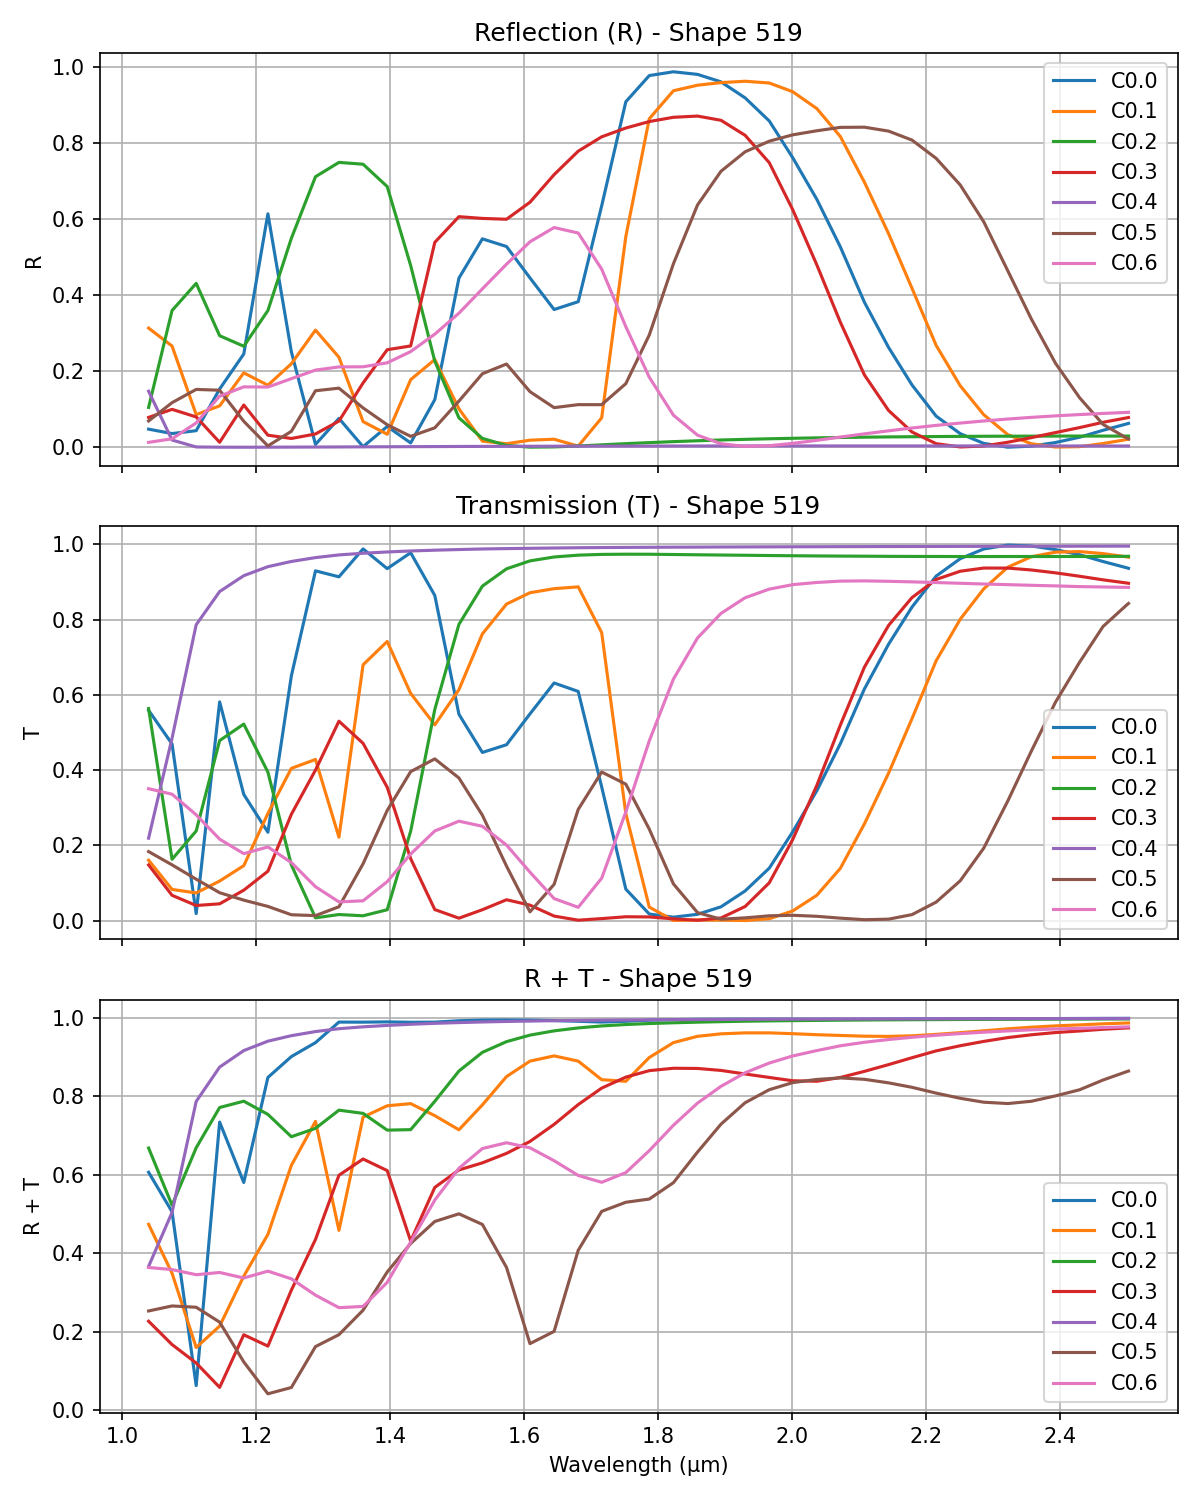 Reflection (R) - Shape 519
1.0
0.8
0.6
0.4
0.2
0.0
R
C0.0
C0.1
C0.2
C0.3
C0.4
C0.5
C0.6
Transmission (T) - Shape 519
1.0
0.8
0.6
0.4
0.2
0.0
T
C0.0
C0.1
C0.2
C0.3
C0.4
C0.5
C0.6
R + T - Shape 519
1.0
0.8
0.6
0.4
0.2
0.0
R + T
C0.0
C0.1
C0.2
C0.3
C0.4
C0.5
C0.6
1.0 1.2 1.4 1.6 1.8 2.0 2.2 2.4
Wavelength (μm)